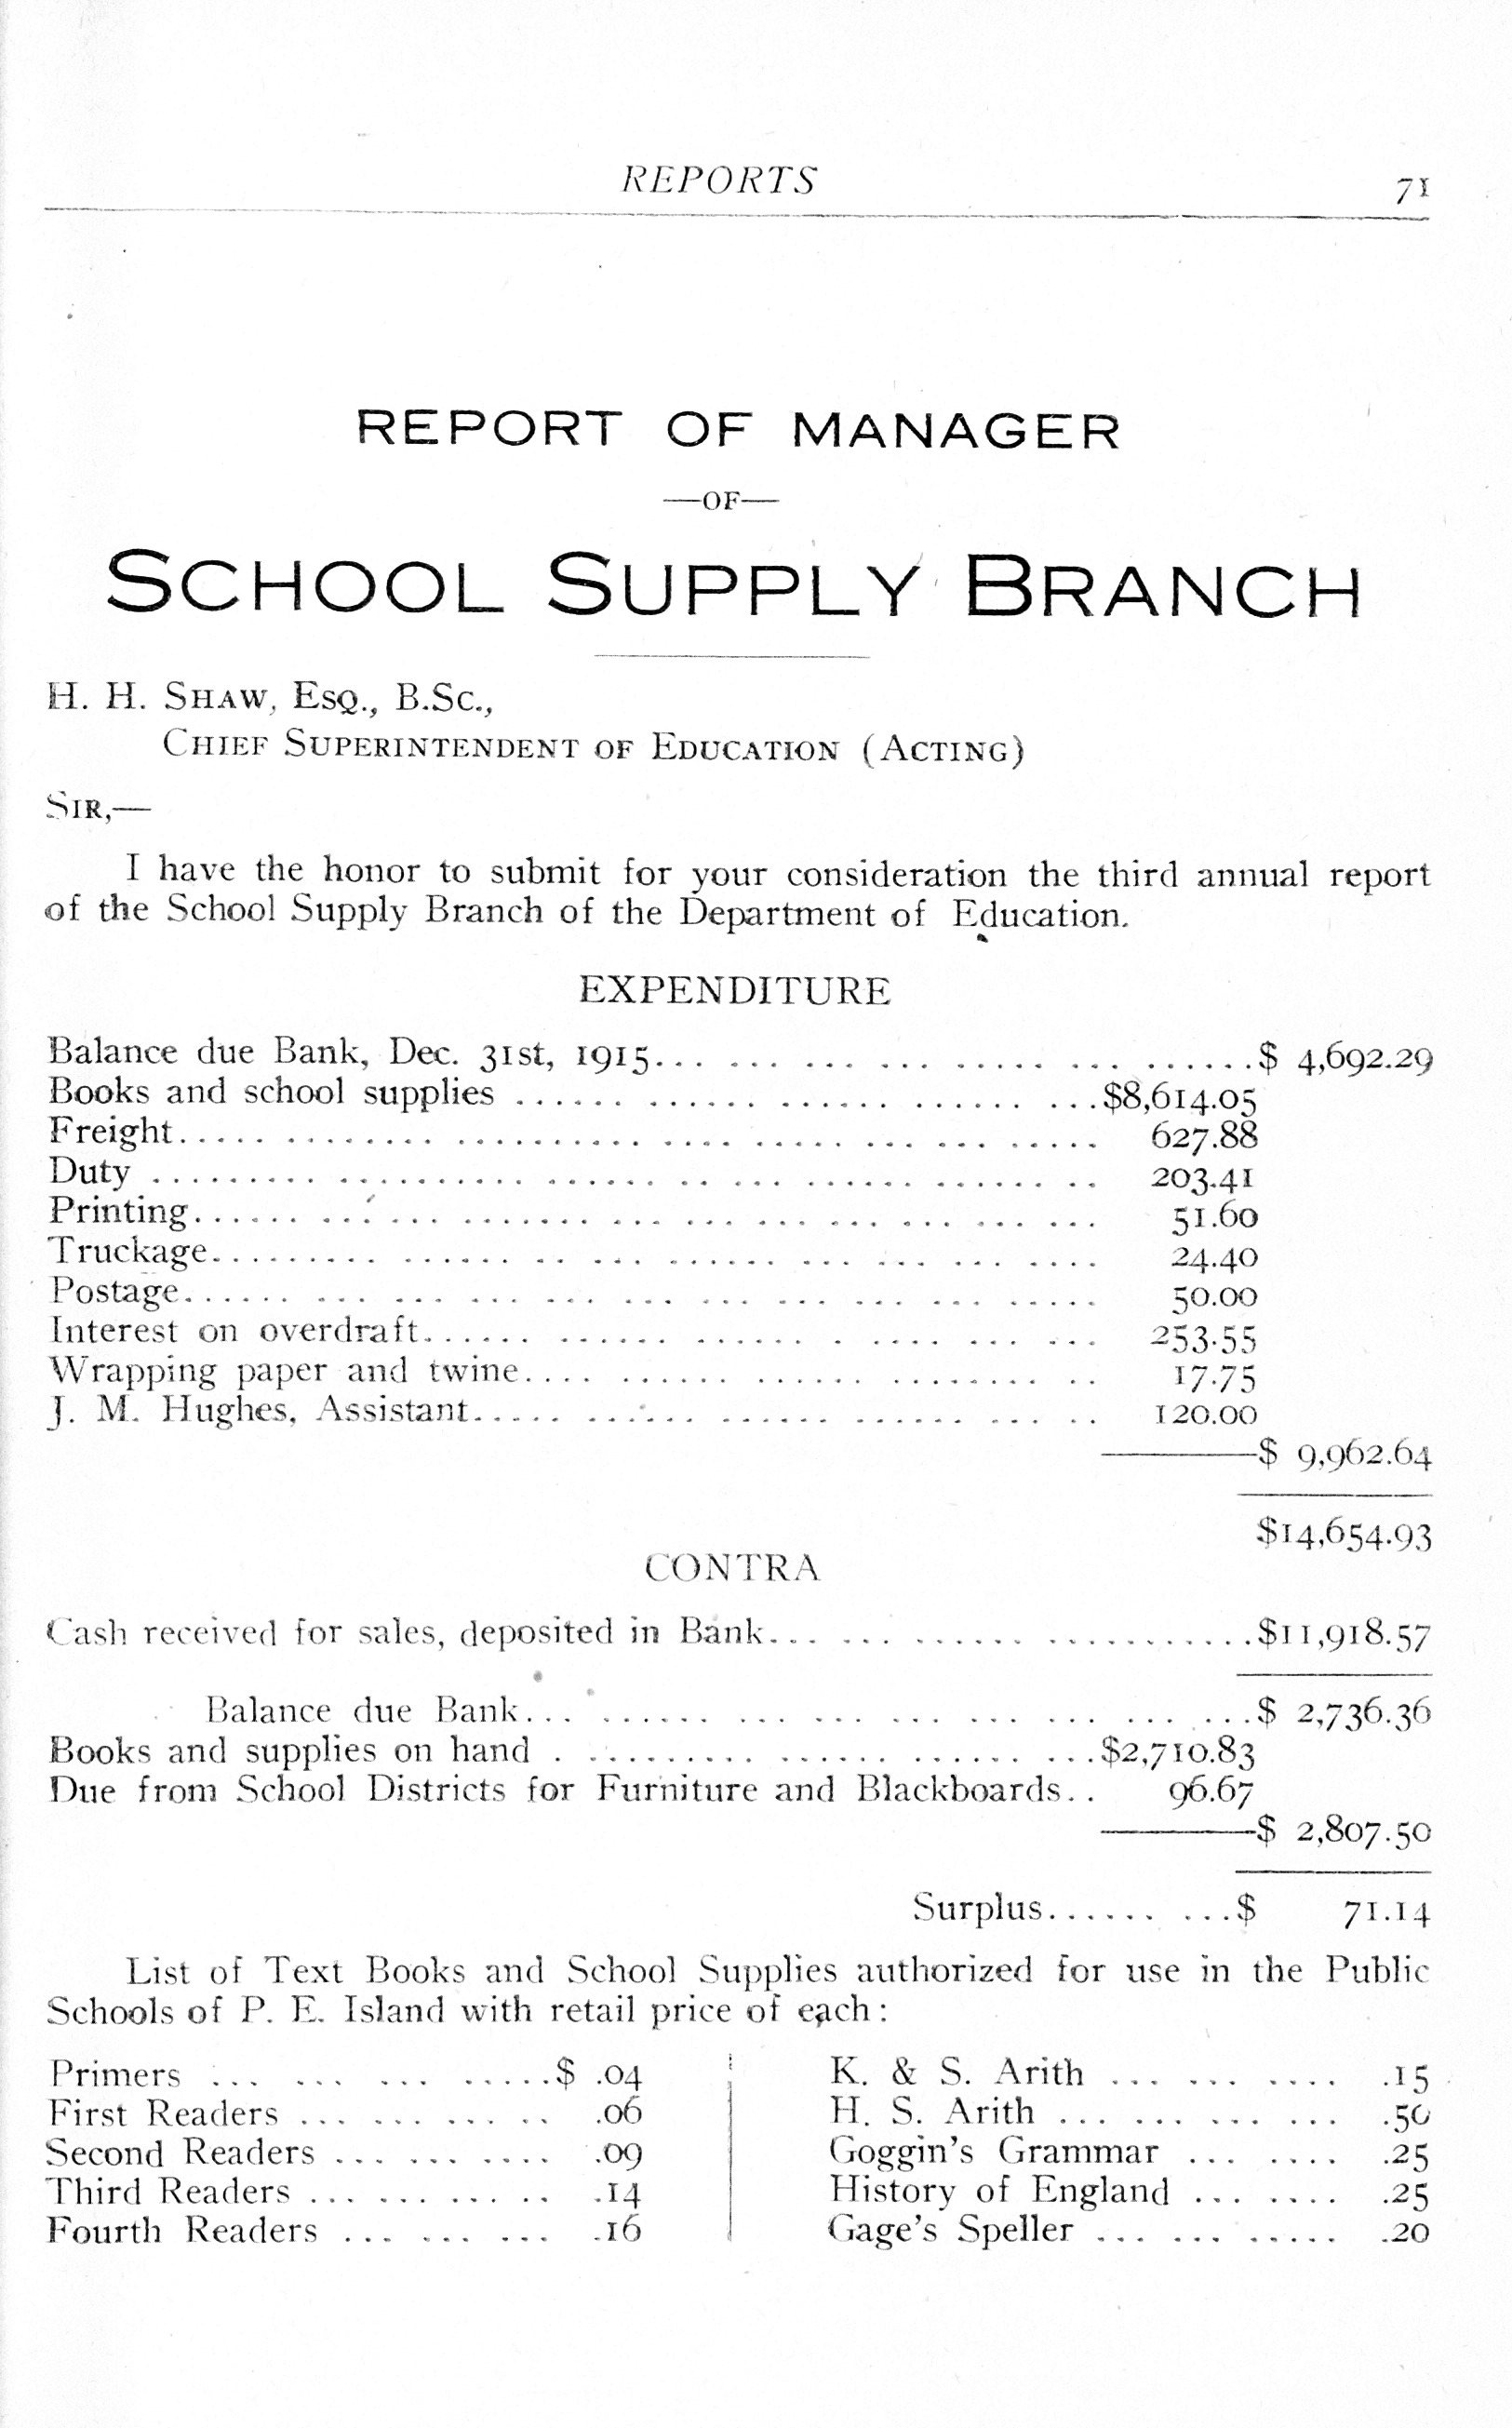 REPORTS 71
REPORT OF MANAGER
—OF—
SCHOOL SUPPLY BRANCH
H. H. SHAW, ESQ., B.SC.,
CHIEF SUPERINTENDENT OF EDUCATION (ACTING)
SIR,—
I have the honor to submit for your consideration the third annual report
of the School Supply Branch of the Department of Education.
EXPENDITURE
Balance due Bank, Dec. 31st, 1915... ... ... ... ... ... ... ......$ 4,692.29
Books and school supplies ...... ...... ...... ...... ...$8,614.05
Freight..... ...... ...... ... ... ... ... ... ..... 627.88
Duty ......... ...... ...... .. ... ...... ...... .. 203.41
Printing...... ... ... ...... ... ... ... ... ... ... 51.60
Truckage......... ...... .. ... ...... ... ... ... .... 24.40
Postage...... ... ... ... ... ... ... ... ... ... ..... 50.00
Interest on overdraft...... ...... ...... . .... ... ... 253.55
Wrapping paper and twine.... ...... ...... ........ .. 17.75
J. M. Hughes, Assistant..... ...... ...... ...... ... .. 120.00
$ 9,962.64
$14,654.93
CONTRA
Cash received for sales, deposited in Bank... ... ...... ...........$11,918.57
Balance due Bank... ...... ... ... ... ... ... ... ... ...$ 2,736.36
Books and supplies on hand . ......... ...... ...... ...$2,710.83
Due from School Districts for Furniture and Blackboards.. 96.67
$ 2,807.50
Surplus...... ...$ 71.14
List of Text Books and School Supplies authorized for use in the Public
Schools of P. E. Island with retail price of each:
Primers ... ... ... .....$ .04
First Readers ... ... ... .. .06
Second Readers ... ... .... .09
Third Readers ... ... ... .. .14
Fourth Readers ... ... ... .16
K. & S. Arith ... ... .... .15
H. S. Arith ... ... ... ... .50
Goggin's Grammar ... .... .25
History of England ... .... .25
Gage's Speller ... ... ..... .20